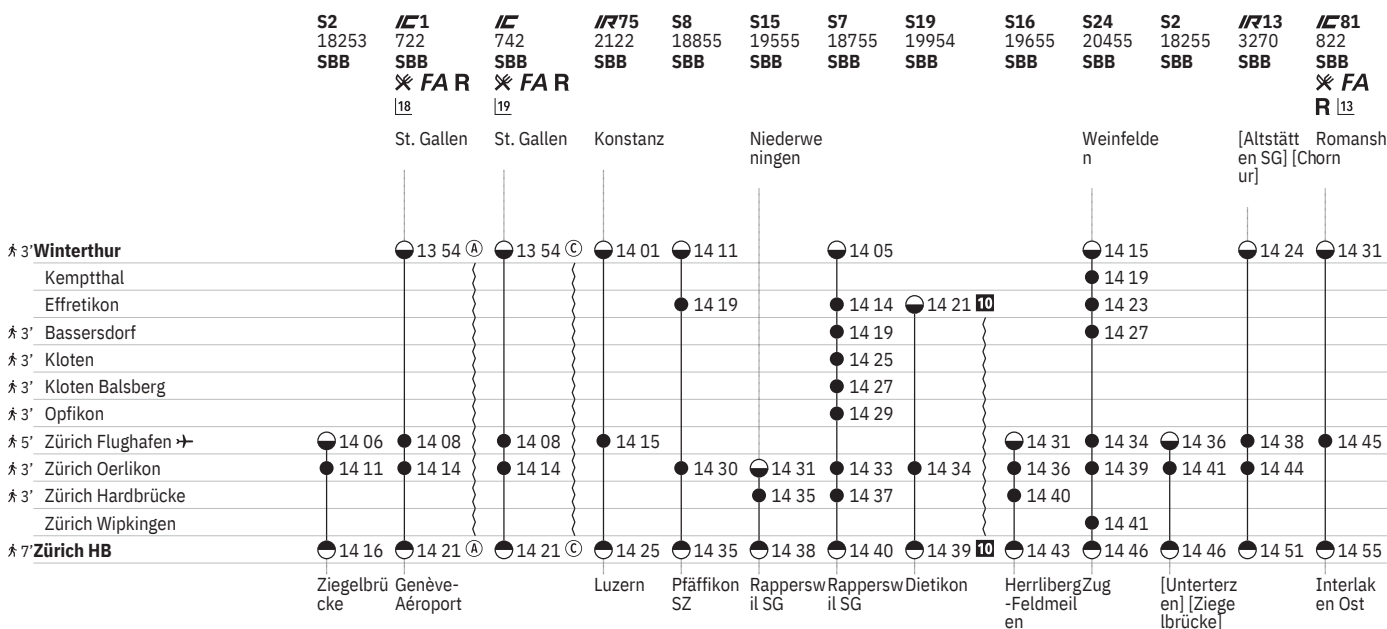 S2 IC1 IC IR75 S8 S15 S7 S19 S16 S24 S2 IR13 IC81
18253 722 742 2122 18855 19555 18755 19954 19655 20455 18255 3270 822
SBB SBB SBB SBB SBB SBB SBB SBB SBB SBB SBB SBB SBB
FA R FA R FA
18 19 R 13
St. Gallen St. Gallen Konstanz Niederwe Weinfelde [Altstätt Romansh
ningen n en SG] [Ch orn
ur]
3' Winterthur 13 54 A 13 54 C 14 01 14 11 14 05 14 15 14 24 14 31
Kemptthal 14 19
Effretikon 14 19 14 14 14 21 10 14 23
3' Bassersdorf 14 19 14 27
3' Kloten 14 25
3' Kloten Balsberg 14 27
3' Opfikon 14 29
5' Zürich Flughafen 14 06 14 08 14 08 14 15 14 31 14 34 14 36 14 38 14 45
3' Zürich Oerlikon 14 11 14 14 14 14 14 30 14 31 14 33 14 34 14 36 14 39 14 41 14 44
3' Zürich Hardbrücke 14 35 14 37 14 40
Zürich Wipkingen 14 41
7' Zürich HB 14 16 14 21 A 14 21 C 14 25 14 35 14 38 14 40 14 39 10 14 43 14 46 14 46 14 51 14 55
Ziegelbrü Genève- Luzern Pfäffikon Rappersw Rappersw Dietikon Herrliberg Zug [Unterterz Interlak
cke Aéroport SZ il SG il SG -Feldmeil en] [Ziege en Ost
en lbrücke]